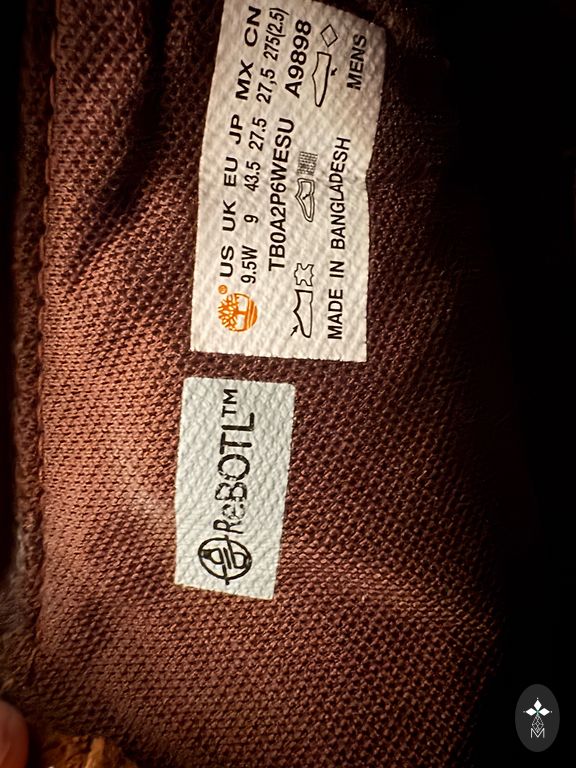 US UK EU JP MX CN
9.5W 9 43.5 27.5 27,5 275(2.5)
TB0A2P6WESU A9898
MENS
MADE IN BANGLADESH
ReBOTL™
M